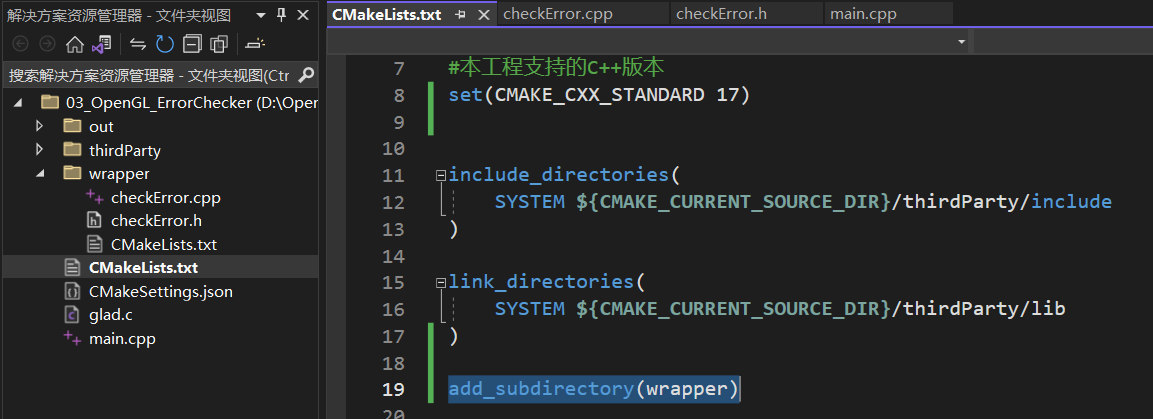 解决方案资源管理器 - 文件夹视图
搜索解决方案资源管理器 - 文件夹视图(Ctr
03_OpenGL_ErrorChecker (D:\Oper
out
thirdParty
wrapper
checkError.cpp
checkError.h
CMakeLists.txt
CMakeLists.txt
CMakeSettings.json
glad.c
main.cpp
CMakeLists.txt
checkError.cpp
checkError.h
main.cpp
7 #本工程支持的C++版本
8 set(CMAKE_CXX_STANDARD 17)
9
10
11 include_directories(
12 SYSTEM ${CMAKE_CURRENT_SOURCE_DIR}/thirdParty/include
13 )
14
15 link_directories(
16 SYSTEM ${CMAKE_CURRENT_SOURCE_DIR}/thirdParty/lib
17 )
18
19 add_subdirectory(wrapper)
20